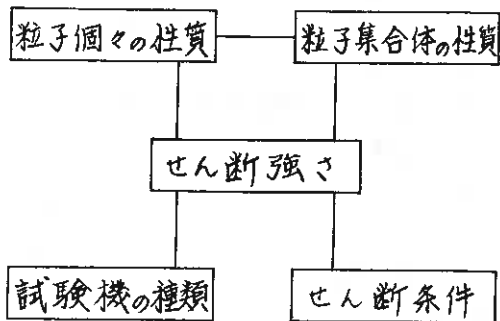 粒子個々の性質
粒子集合体の性質
せん断強さ
試験機の種類
せん断条件